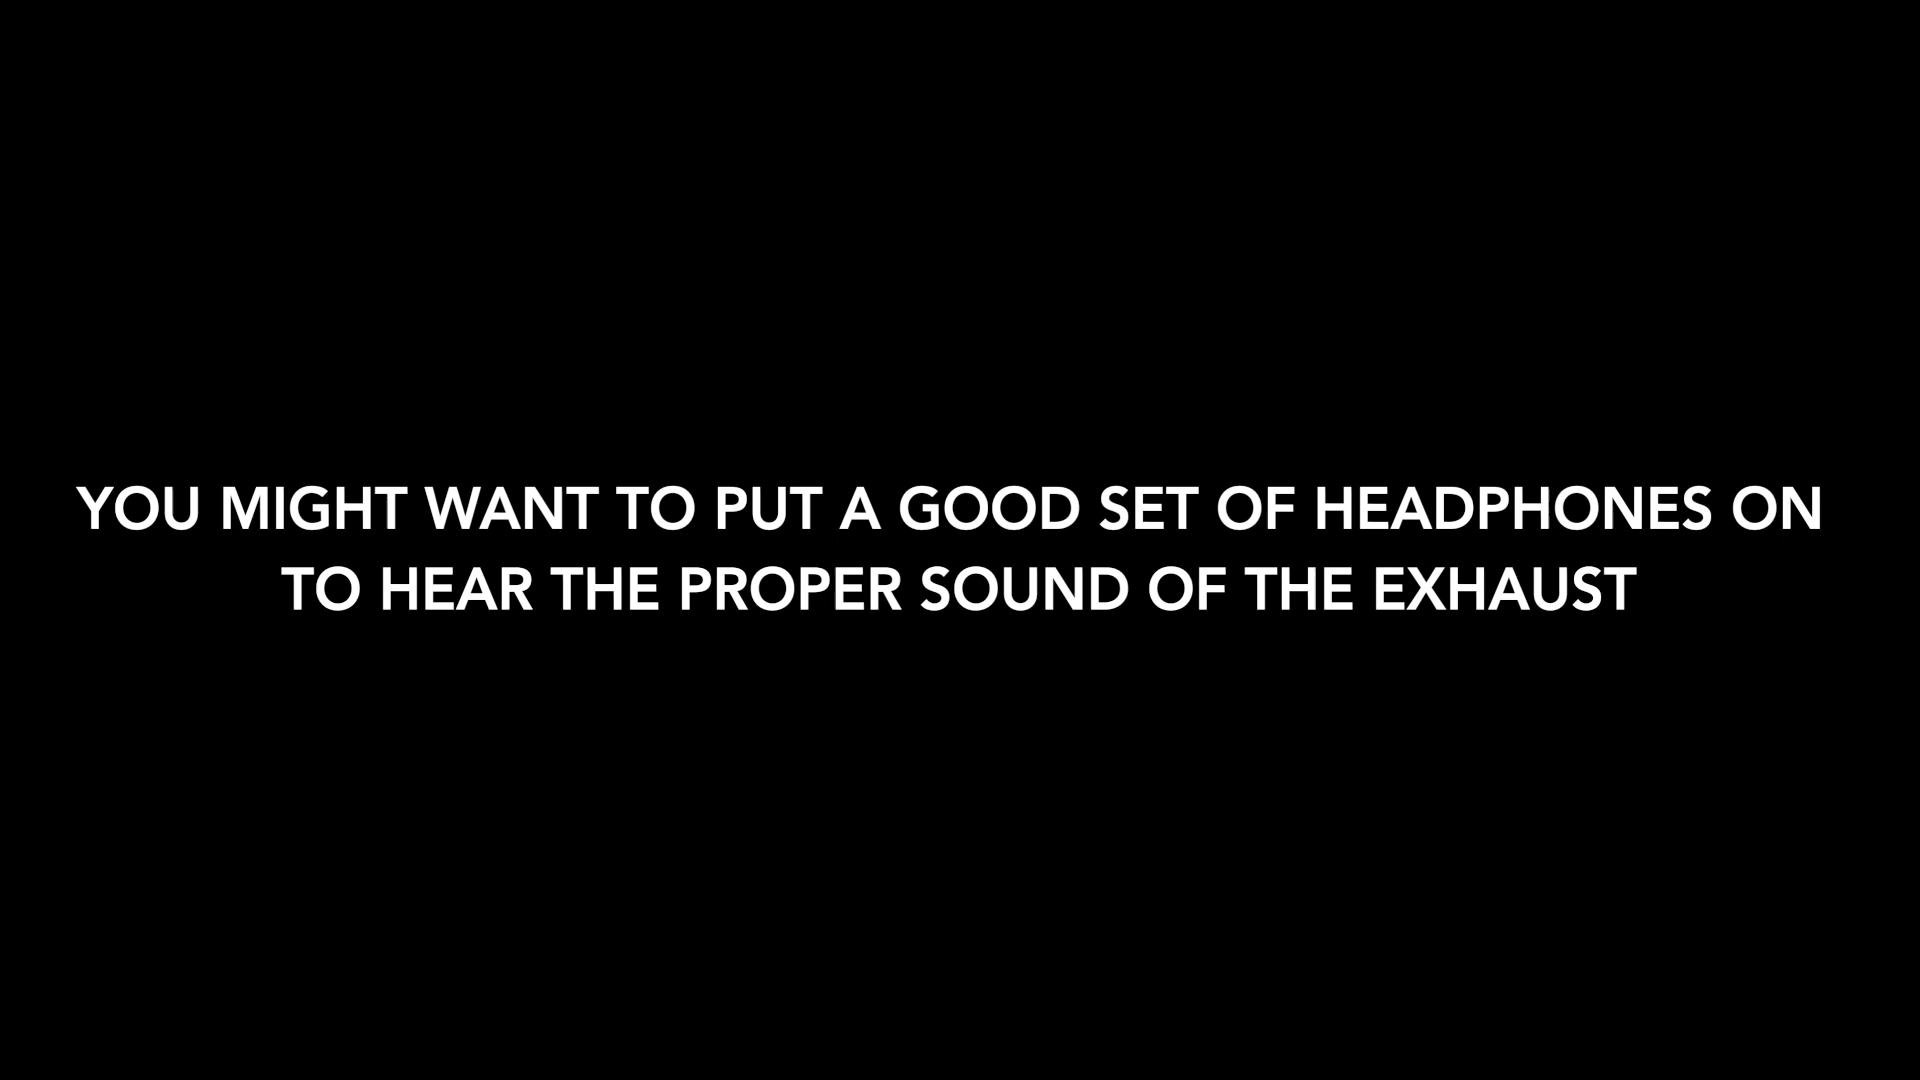 YOU MIGHT WANT TO PUT A GOOD SET OF HEADPHONES ON
TO HEAR THE PROPER SOUND OF THE EXHAUST